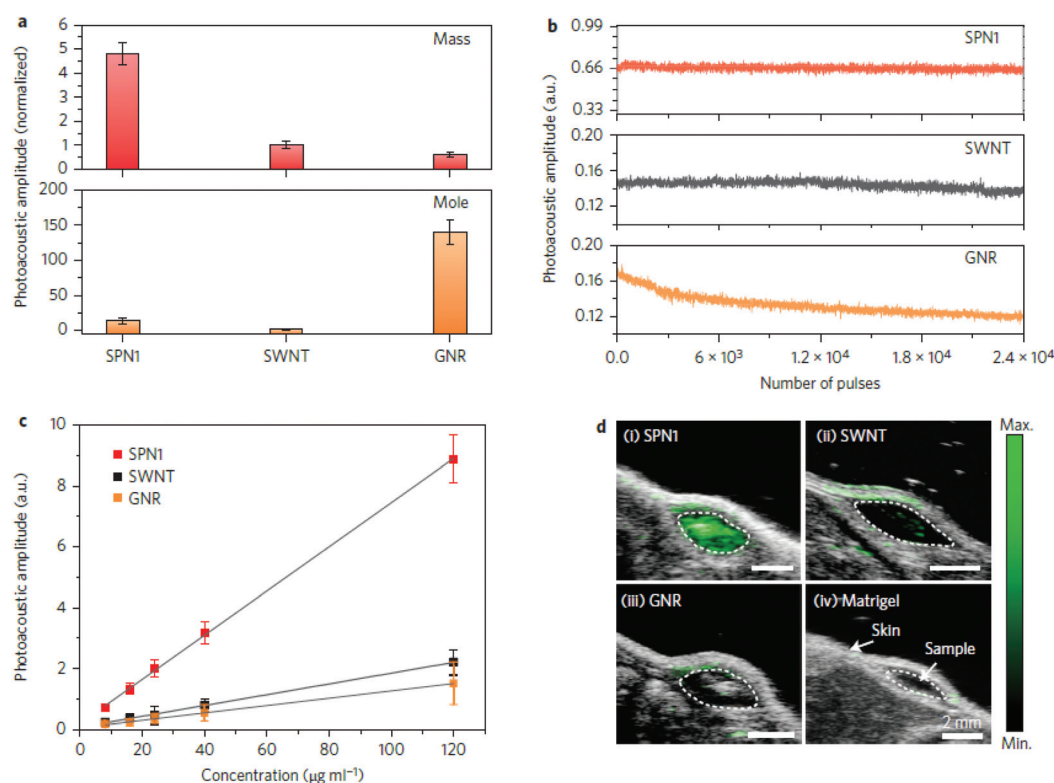 a
Photoacoustic amplitude (normalized)
6
5
4
3
2
1
0
Mass
200
150
100
50
0
Mole
SPN1 SWNT GNR
b
Photoacoustic amplitude (a.u.)
0.99
0.66
0.33
SPN1
0.20
0.16
0.12
SWNT
0.20
0.16
0.12
GNR
0.0 6 × 10³ 1.2 × 10⁴ 1.8 × 10⁴ 2.4 × 10⁴
Number of pulses
c
Photoacoustic amplitude (a.u.)
10
8
6
4
2
0
SPN1
SWNT
GNR
0 20 40 60 80 100 120
Concentration (µg ml⁻¹)
d
(i) SPN1
(ii) SWNT
(iii) GNR
(iv) Matrigel
Skin
Sample
2 mm
Max.
Min.